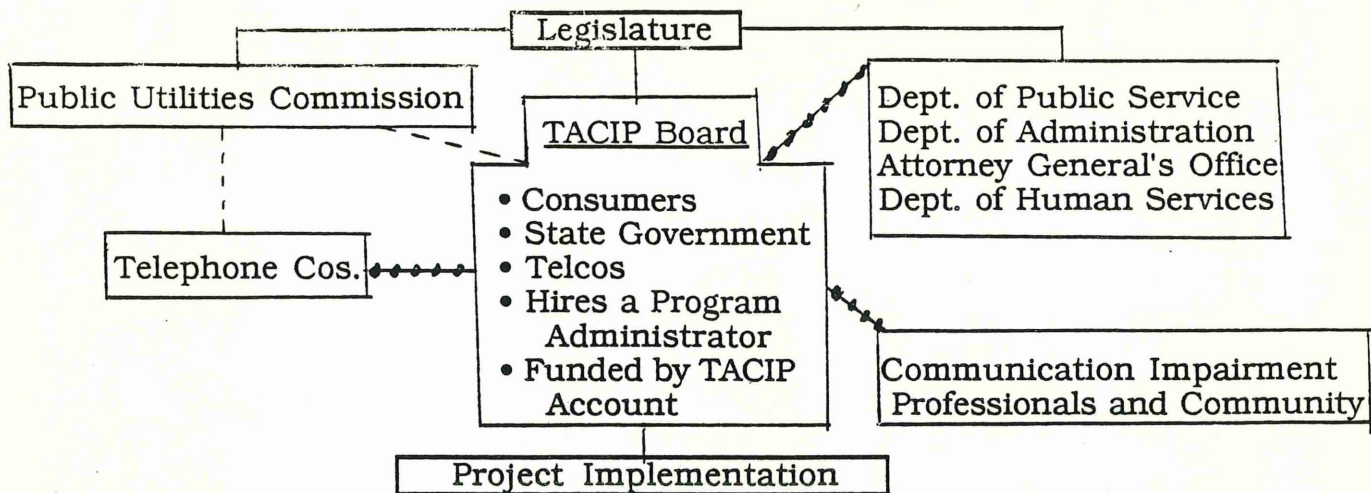 Legislature
Public Utilities Commission
TACIP Board
• Consumers
• State Government
• Telcos
• Hires a Program
Administrator
• Funded by TACIP
Account
Dept. of Public Service
Dept. of Administration
Attorney General's Office
Dept. of Human Services
Telephone Cos.
Communication Impairment
Professionals and Community
Project Implementation